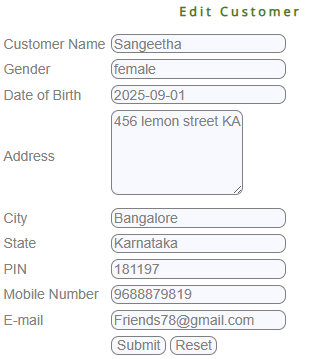 Edit Customer
Customer Name Sangeetha
Gender female
Date of Birth 2025-09-01
Address 456 lemon street KA
City Bangalore
State Karnataka
PIN 181197
Mobile Number 9688879819
E-mail Friends78@gmail.com
Submit Reset